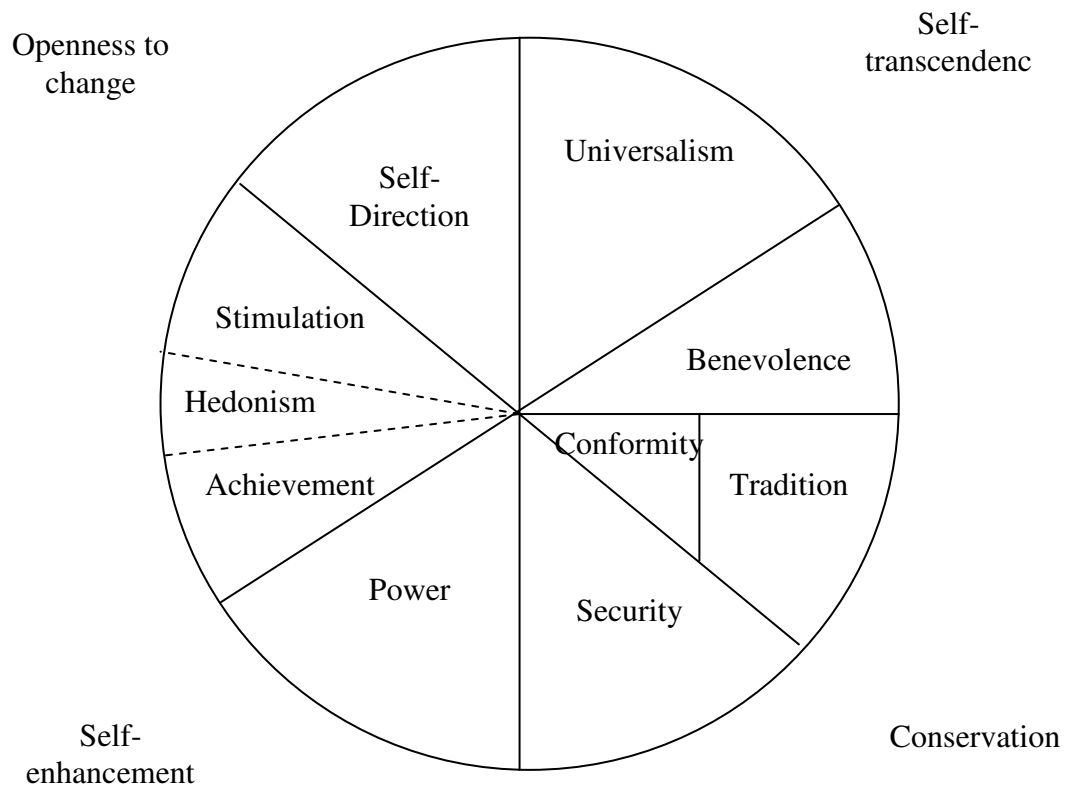 Openness to
change
Self-
transcendenc
Universalism
Self-
Direction
Stimulation
Benevolence
Hedonism
Conformity
Achievement
Tradition
Power
Security
Self-
enhancement
Conservation